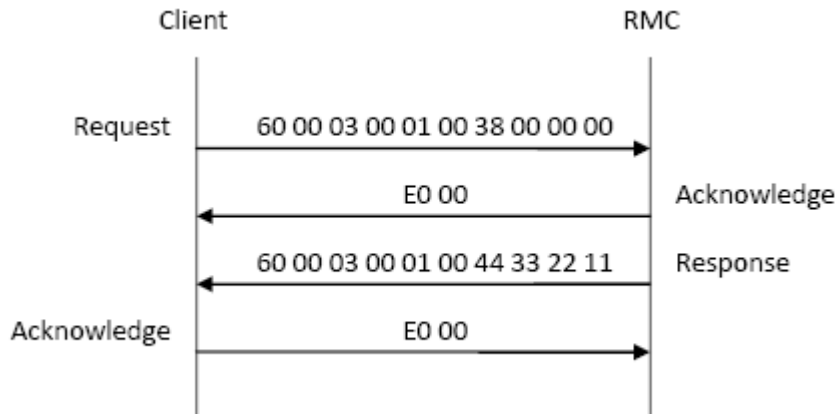 Client RMC
Request 60 00 03 00 01 00 38 00 00 00
E0 00 Acknowledge
60 00 03 00 01 00 44 33 22 11 Response
Acknowledge E0 00